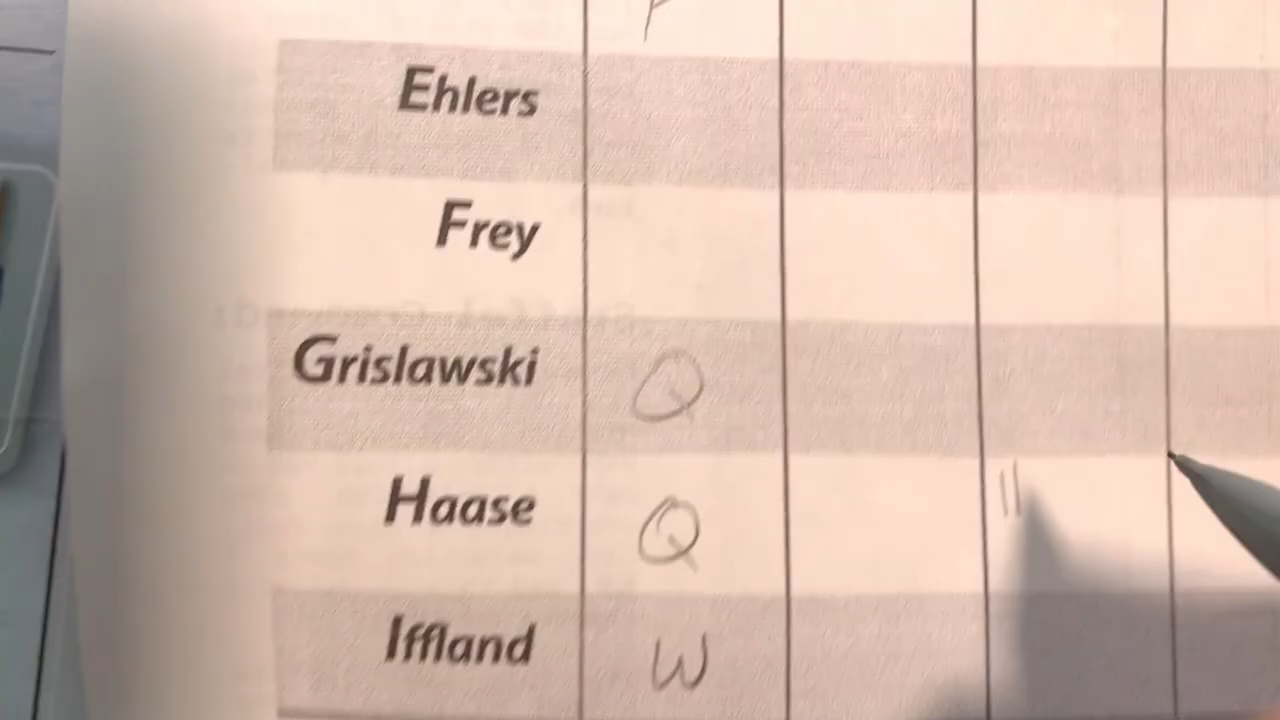 Ehlers
Frey
Grislawski Q
Haase Q ||
Iffland W